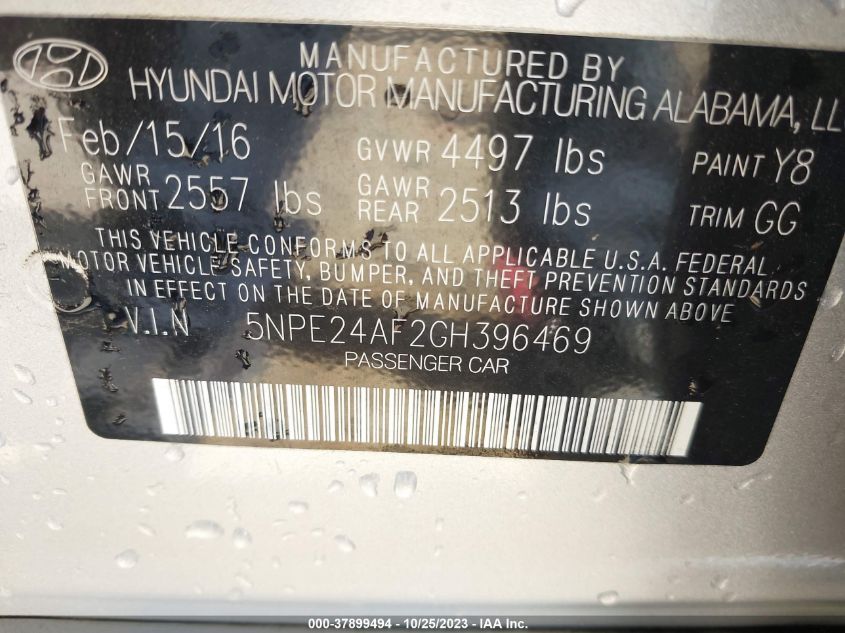 MANUFACTURED BY
HYUNDAI MOTOR MANUFACTURING ALABAMA, LL
Feb/15/16 GVWR 4497 lbs PAINT Y8
GAWR FRONT 2557 lbs GAWR REAR 2513 lbs TRIM GG
THIS VEHICLE CONFORMS TO ALL APPLICABLE U.S.A. FEDERAL
MOTOR VEHICLE SAFETY, BUMPER, AND THEFT PREVENTION STANDARDS
IN EFFECT ON THE DATE OF MANUFACTURE SHOWN ABOVE
V.I.N 5NPE24AF2GH396469
PASSENGER CAR
000-37899494 - 10/25/2023 - IAA Inc.